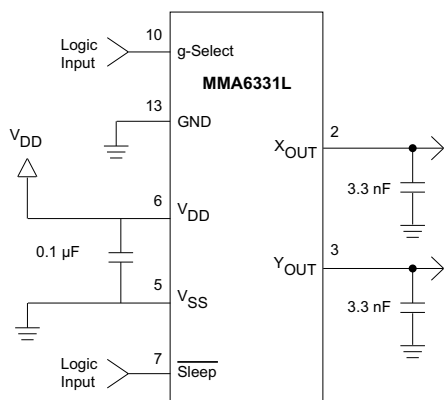 Logic
Input
10
g-Select
MMA6331L
13
GND
VDD
XOUT
2
3.3 nF
6
VDD
0.1 µF
5
VSS
YOUT
3
3.3 nF
Logic
Input
7
Sleep